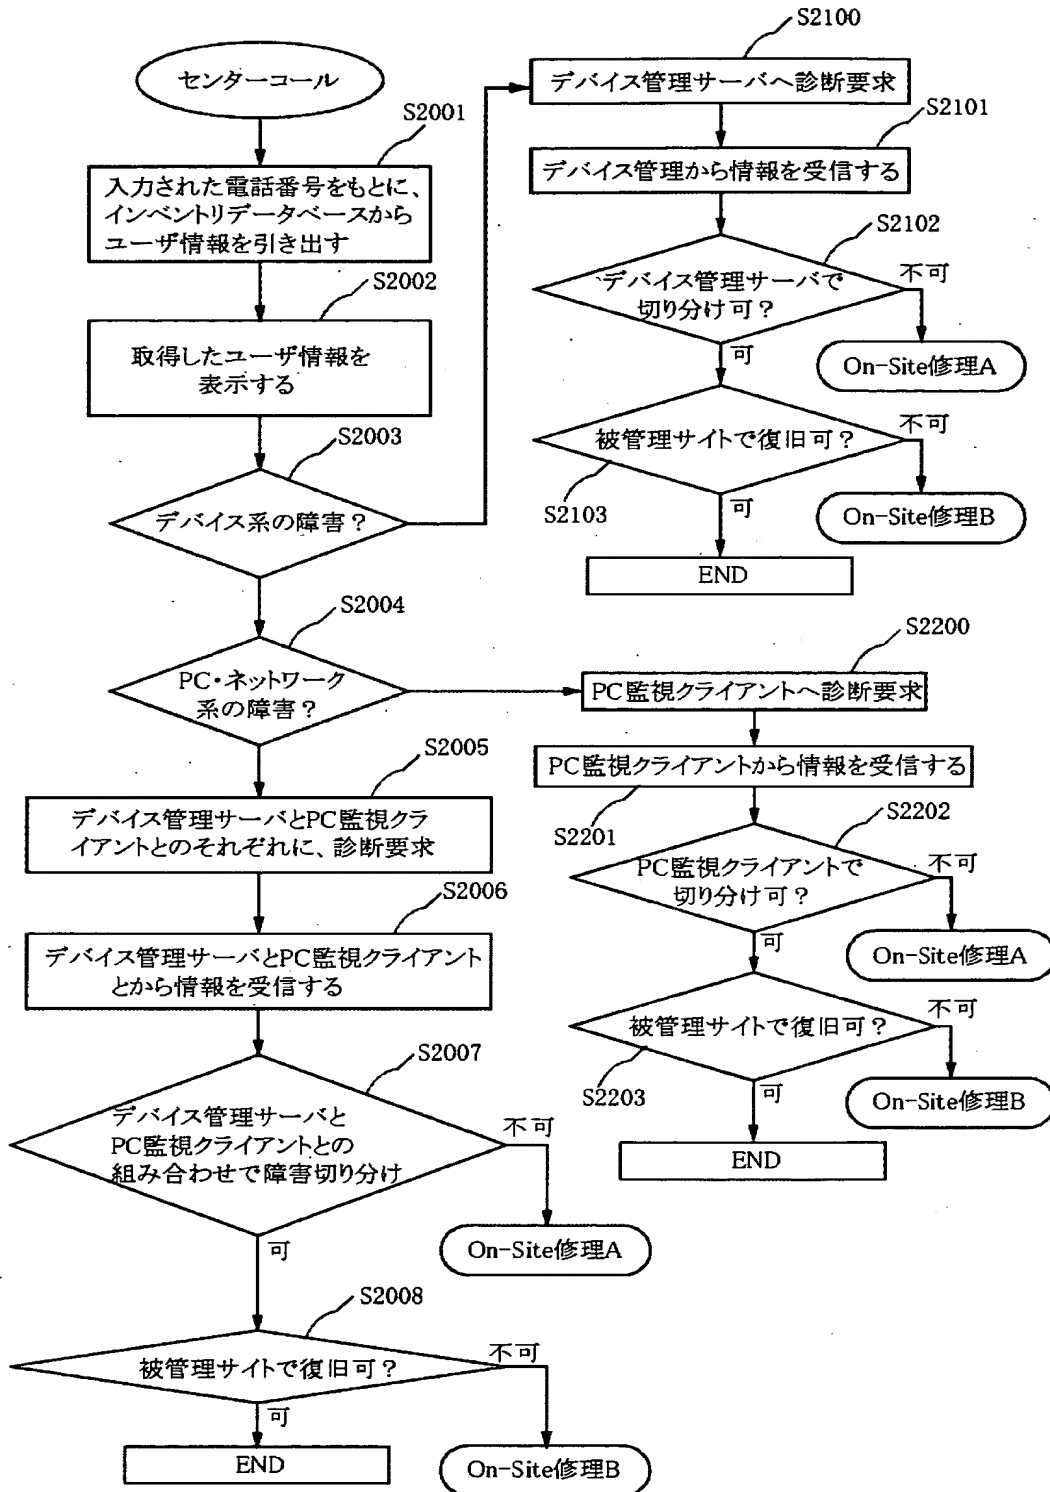 センターコール
S2001
入力された電話番号をもとに、
インベントリデータベースから
ユーザ情報を引き出す
S2002
取得したユーザ情報を
表示する
S2003
デバイス系の障害？
S2004
PC・ネットワーク
系の障害？
S2005
デバイス管理サーバとPC監視クラ
イアントとのそれぞれに、診断要求
S2006
デバイス管理サーバとPC監視クライアント
とから情報を受信する
S2007
デバイス管理サーバと
PC監視クライアントとの
組み合わせで障害切り分け
不可
On-Site修理A
可
S2008
被管理サイトで復旧可？
不可
On-Site修理B
可
END
S2100
デバイス管理サーバへ診断要求
S2101
デバイス管理から情報を受信する
S2102
デバイス管理サーバで
切り分け可？
不可
On-Site修理A
可
被管理サイトで復旧可？
S2103
不可
On-Site修理B
可
END
S2200
PC監視クライアントへ診断要求
PC監視クライアントから情報を受信する
S2201
S2202
PC監視クライアントで
切り分け可？
不可
On-Site修理A
可
被管理サイトで復旧可？
S2203
不可
On-Site修理B
可
END